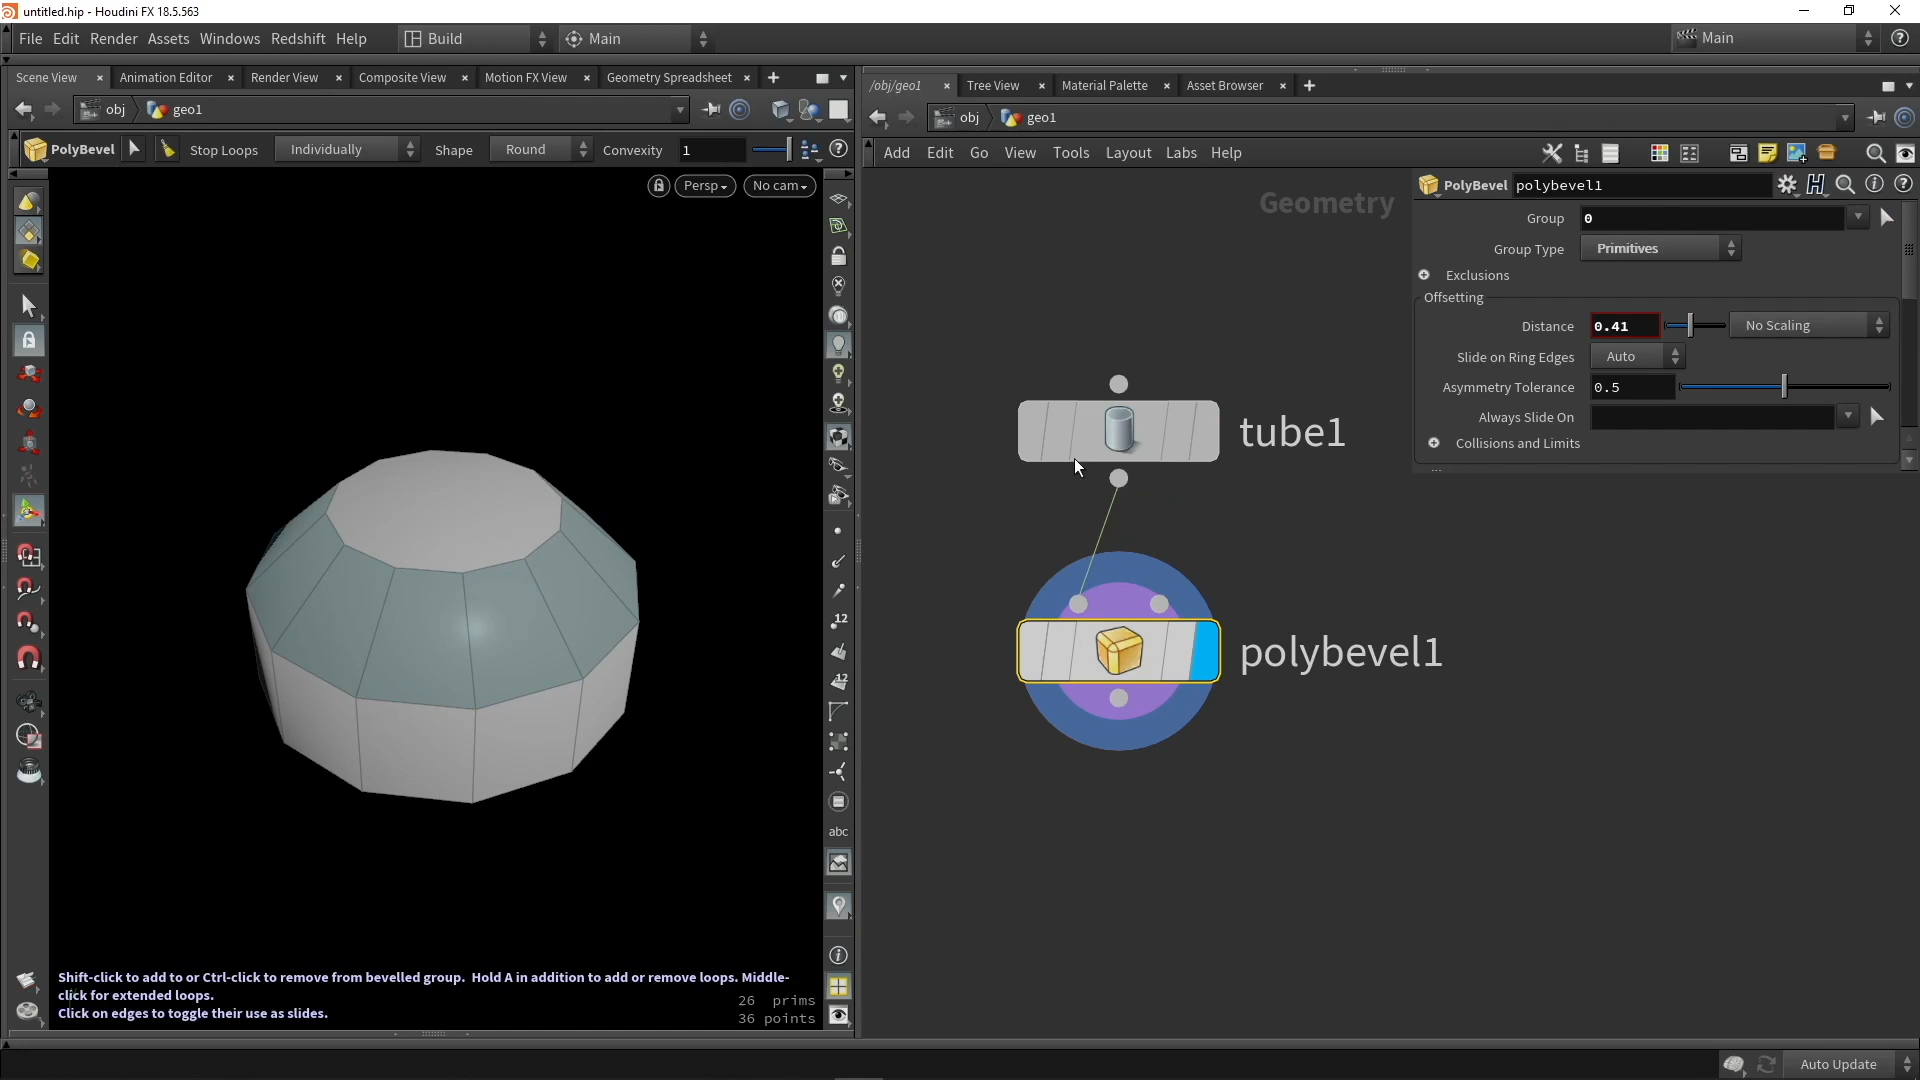 untitled.hip - Houdini FX 18.5.563
File Edit Render Assets Windows Redshift Help
Build
Main
Main
Scene View
Animation Editor
Render View
Composite View
Motion FX View
Geometry Spreadsheet
/obj/geo1
Tree View
Material Palette
Asset Browser
obj
geo1
obj
geo1
PolyBevel
Stop Loops
Individually
Shape
Round
Convexity
1
Add Edit Go View Tools Layout Labs Help
Persp
No cam
Geometry
PolyBevel
polybevel1
Group
0
Group Type
Primitives
Exclusions
Offsetting
Distance
0.41
No Scaling
Slide on Ring Edges
Auto
Asymmetry Tolerance
0.5
Always Slide On
Collisions and Limits
tube1
polybevel1
12
12
abc
Shift-click to add to or Ctrl-click to remove from bevelled group. Hold A in addition to add or remove loops. Middle-
click for extended loops.
Click on edges to toggle their use as slides.
26 prims
36 points
Auto Update